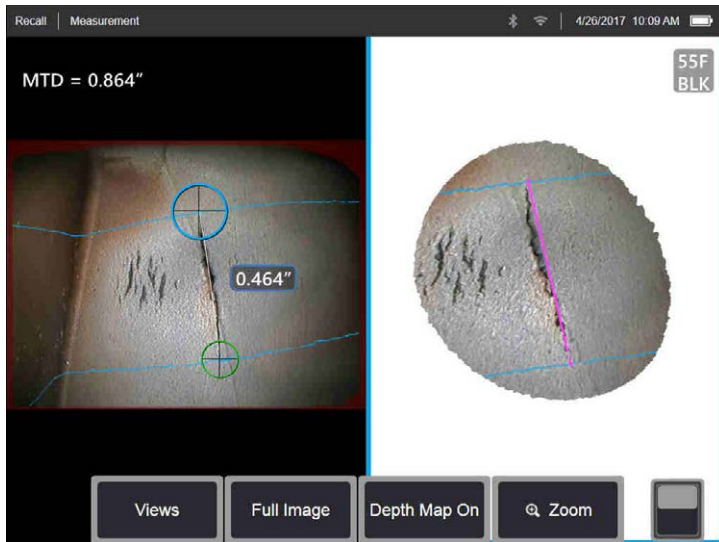 Recall
Measurement
4/26/2017 10:09 AM
MTD = 0.864"
55F
BLK
0.464"
Views
Full Image
Depth Map On
Zoom